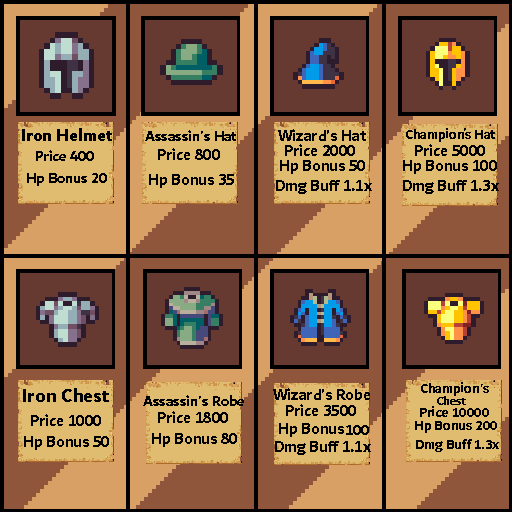 Iron Helmet
Price 400
Hp Bonus 20
Assassin's Hat
Price 800
Hp Bonus 35
Wizard's Hat
Price 2000
Hp Bonus 50
Dmg Buff 1.1x
Champion's Hat
Price 5000
Hp Bonus 100
Dmg Buff 1.3x
Iron Chest
Price 1000
Hp Bonus 50
Assassin's Robe
Price 1800
Hp Bonus 80
Wizard's Robe
Price 3500
Hp Bonus 100
Dmg Buff 1.1x
Champion's
Chest
Price 10000
Hp Bonus 200
Dmg Buff 1.3x